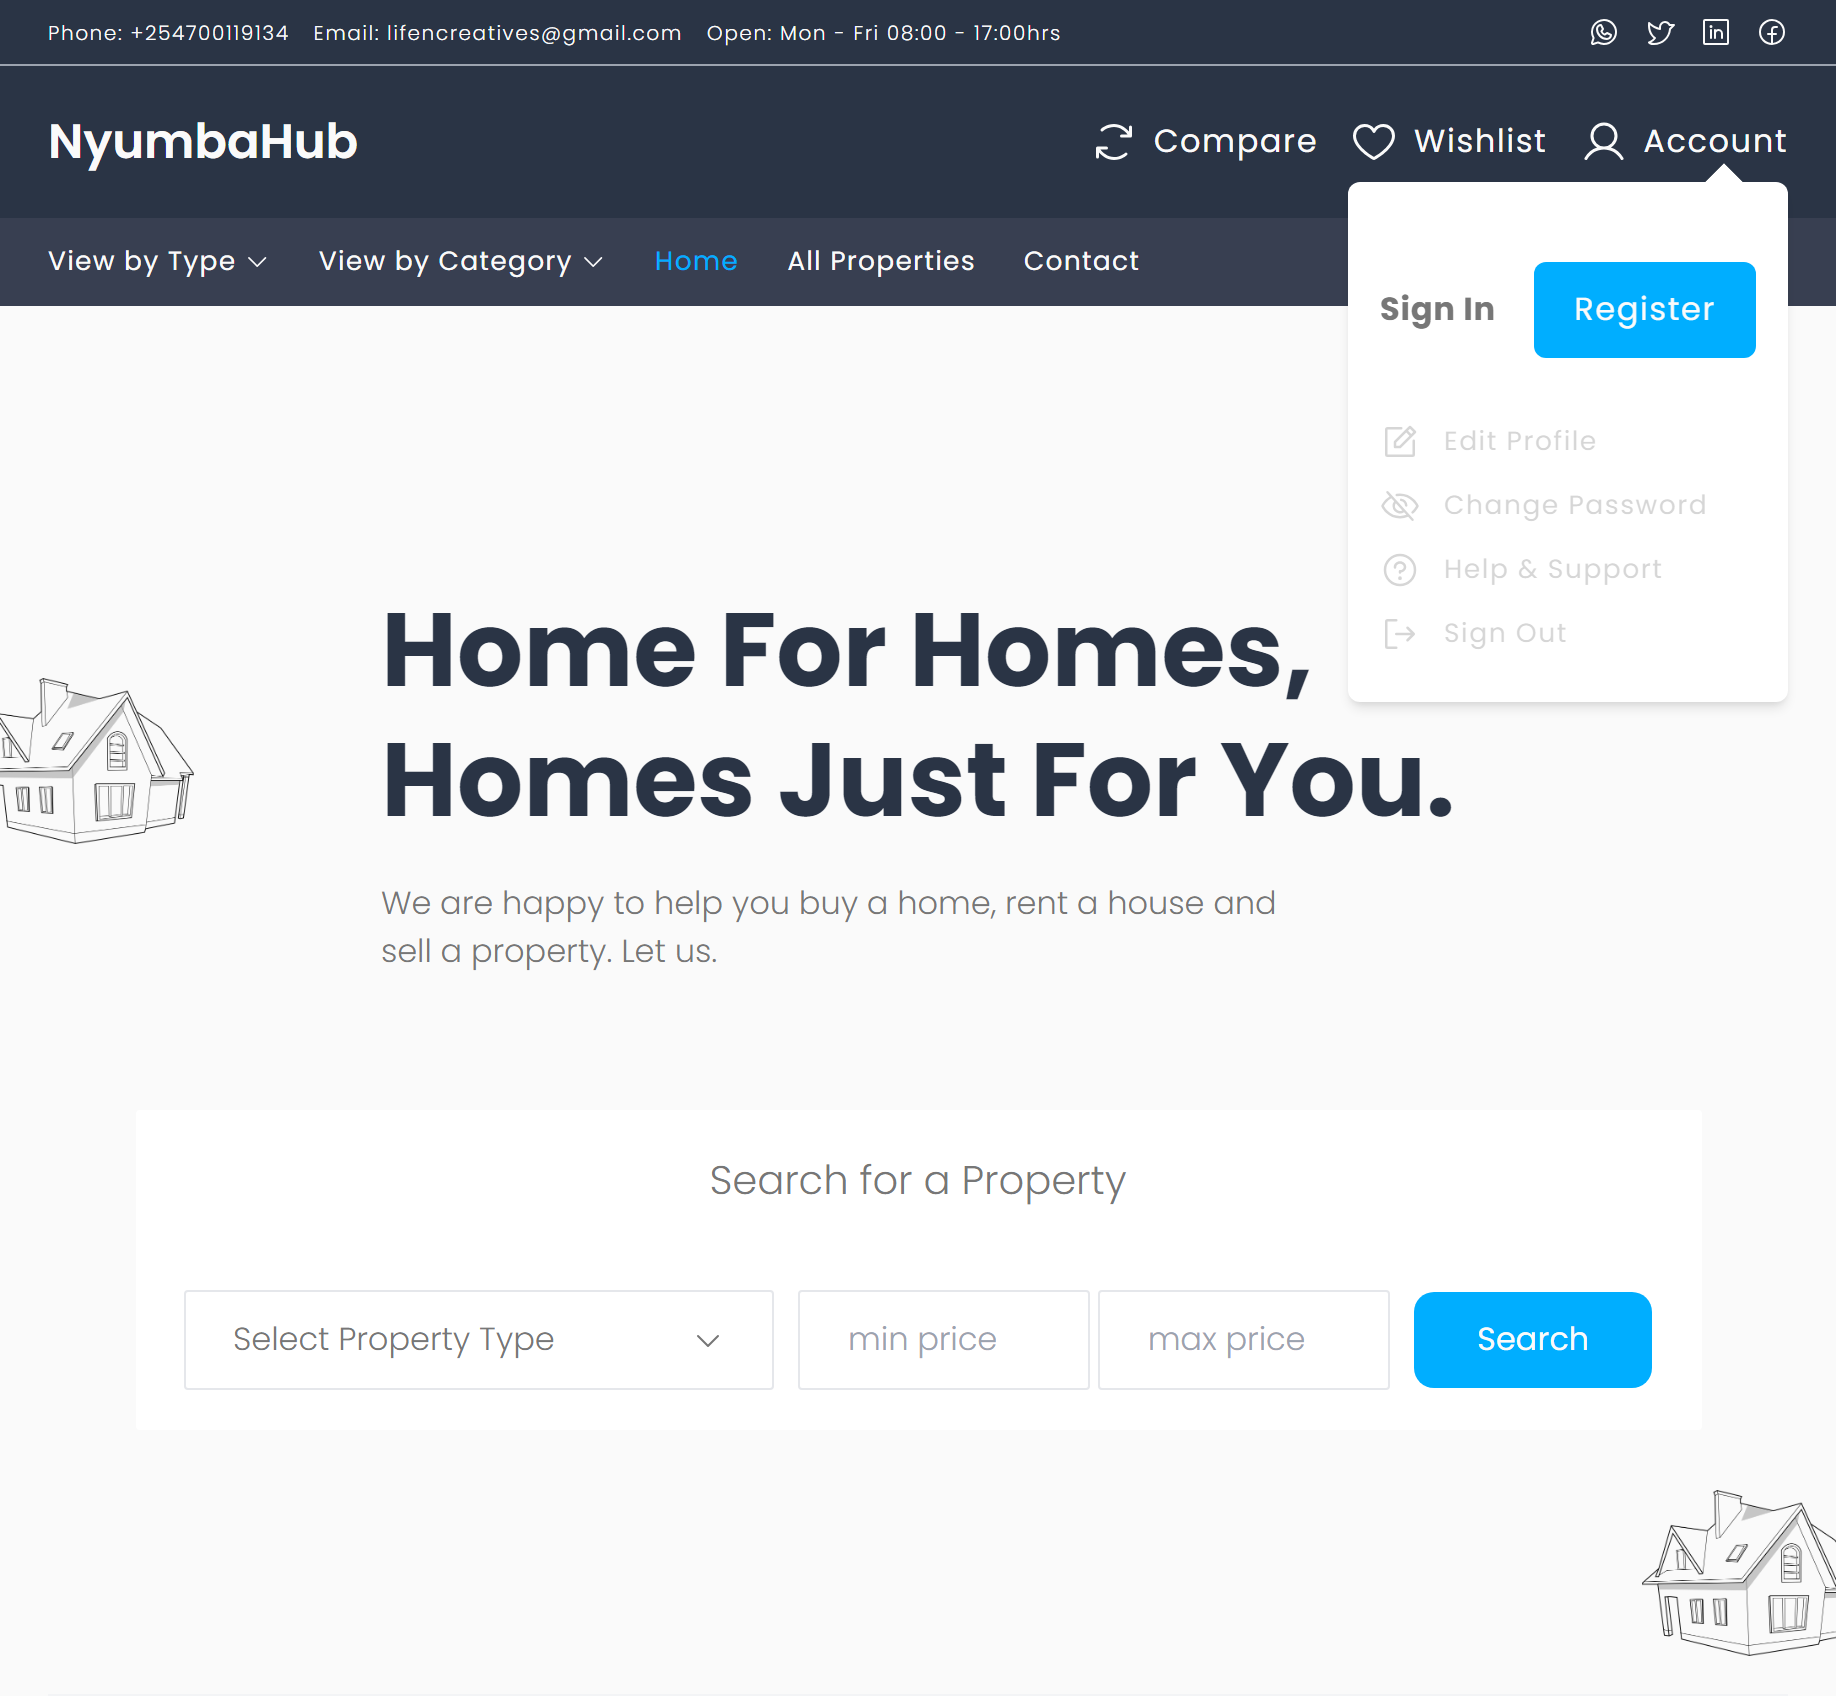 Phone: +254700119134 Email: lifencreatives@gmail.com Open: Mon - Fri 08:00 - 17:00hrs
NyumbaHub
Compare Wishlist Account
View by Type View by Category Home All Properties Contact
Sign In Register
Edit Profile
Change Password
Help & Support
Sign Out
Home For Homes,
Homes Just For You.
We are happy to help you buy a home, rent a house and
sell a property. Let us.
Search for a Property
Select Property Type min price max price Search